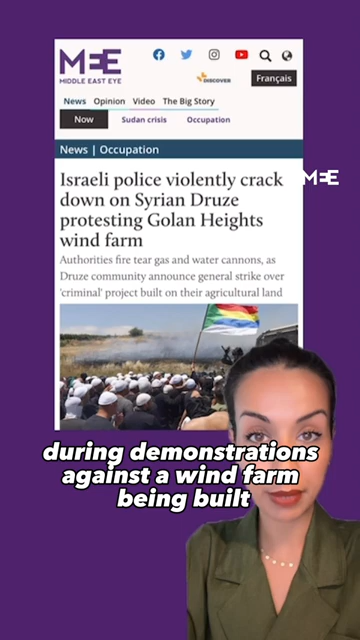 MEE
MIDDLE EAST EYE
DISCOVER
Français
News Opinion Video The Big Story
Now Sudan crisis Occupation
News | Occupation
Israeli police violently crack
down on Syrian Druze
protesting Golan Heights
wind farm
MEE
Authorities fire tear gas and water cannons, as
Druze community announce general strike over
'criminal' project built on their agricultural land
during demonstrations
against a wind farm
being built